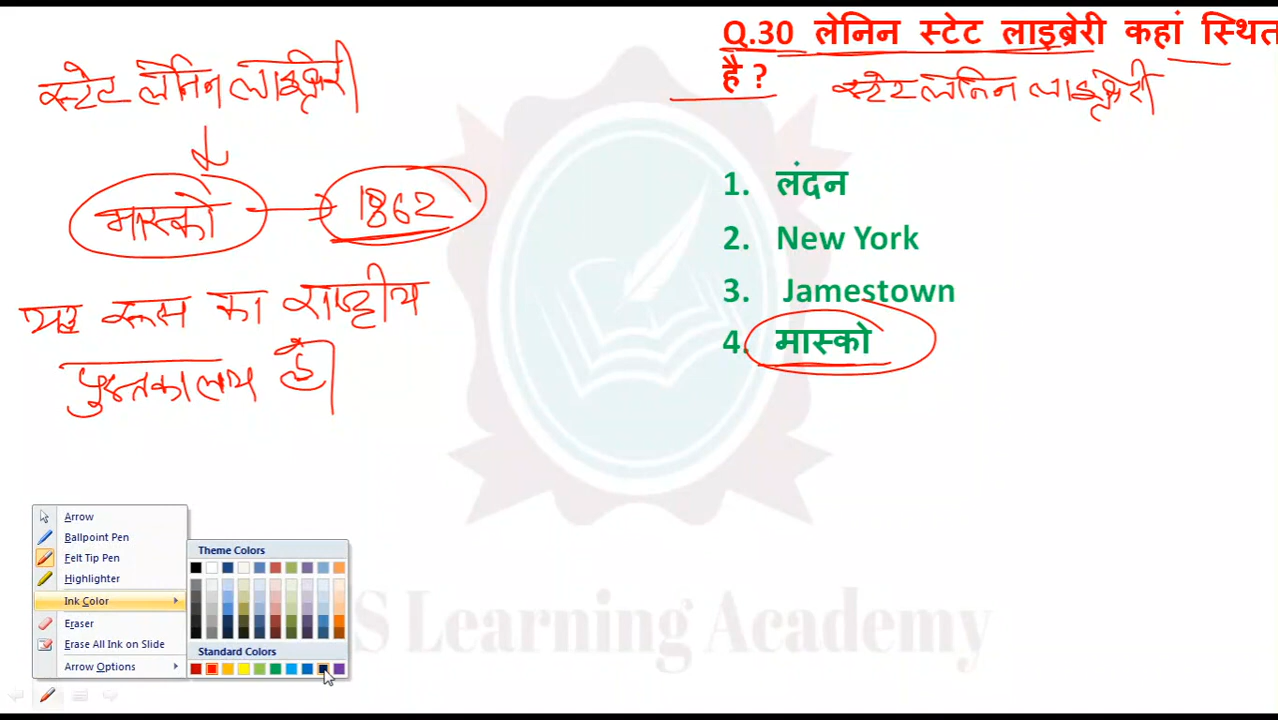 Q.30 लेनिन स्टेट लाइब्रेरी कहां स्थित
है ?
स्टेट लेनिन लाइब्रेरी
1. लंदन
2. New York
3. Jamestown
4. मास्को
स्टेट लेनिन लाइब्रेरी
मास्को 1862
यह रूस का राष्ट्रीय
पुस्तकालय है।
Arrow
Ballpoint Pen
Felt Tip Pen
Highlighter
Ink Color
Eraser
Erase All Ink on Slide
Arrow Options
Theme Colors
Standard Colors
S Learning Academy